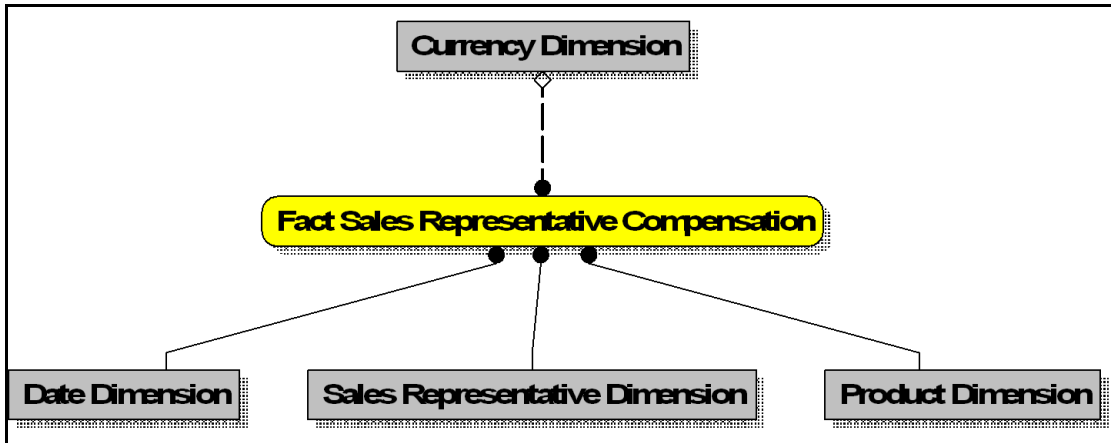 Currency Dimension
Fact Sales Representative Compensation
Date Dimension
Sales Representative Dimension
Product Dimension